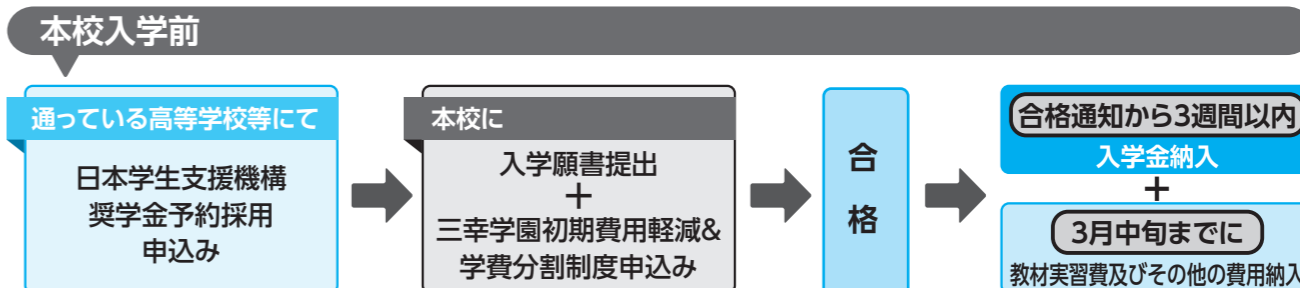 本校入学前
通っている高等学校等にて
日本学生支援機構
奨学金予約採用
申込み
本校に
入学願書提出
+
三幸学園初期費用軽減&
学費分割制度申込み
合
格
合格通知から3週間以内
入学金納入
+
3月中旬までに
教材実習費及びその他の費用納入